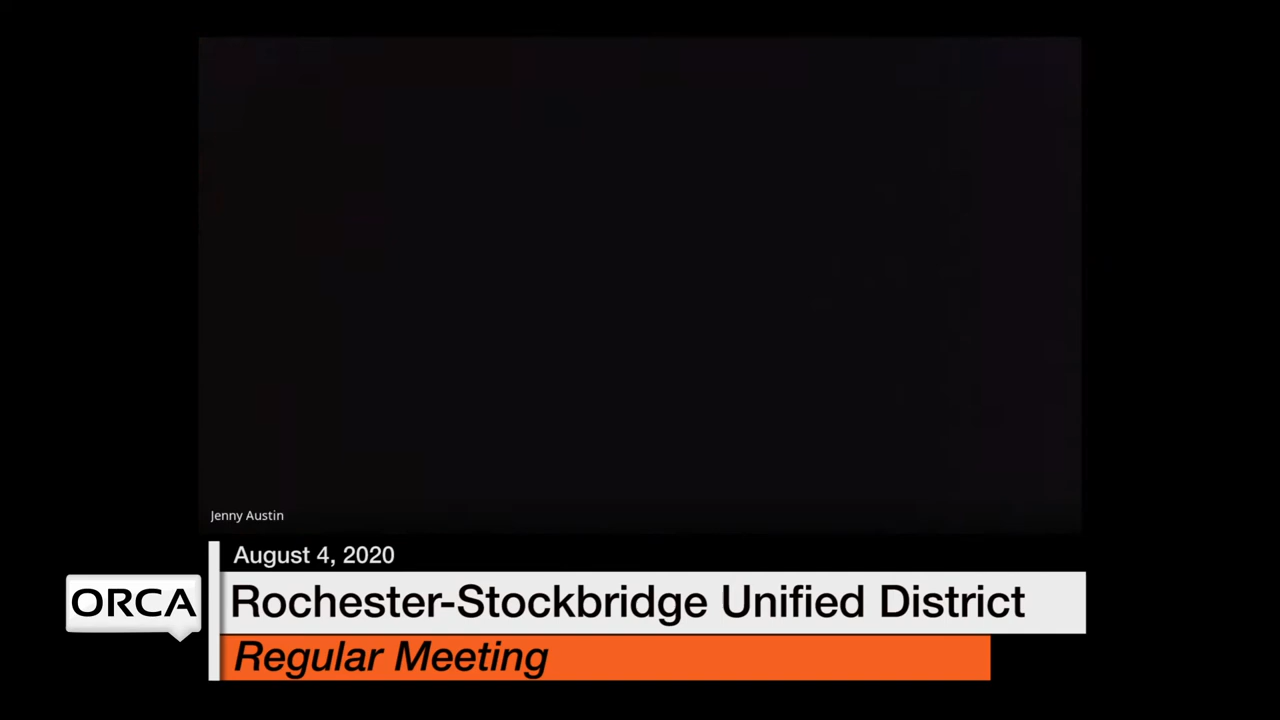 Jenny Austin
August 4, 2020
ORCA
Rochester-Stockbridge Unified District
Regular Meeting